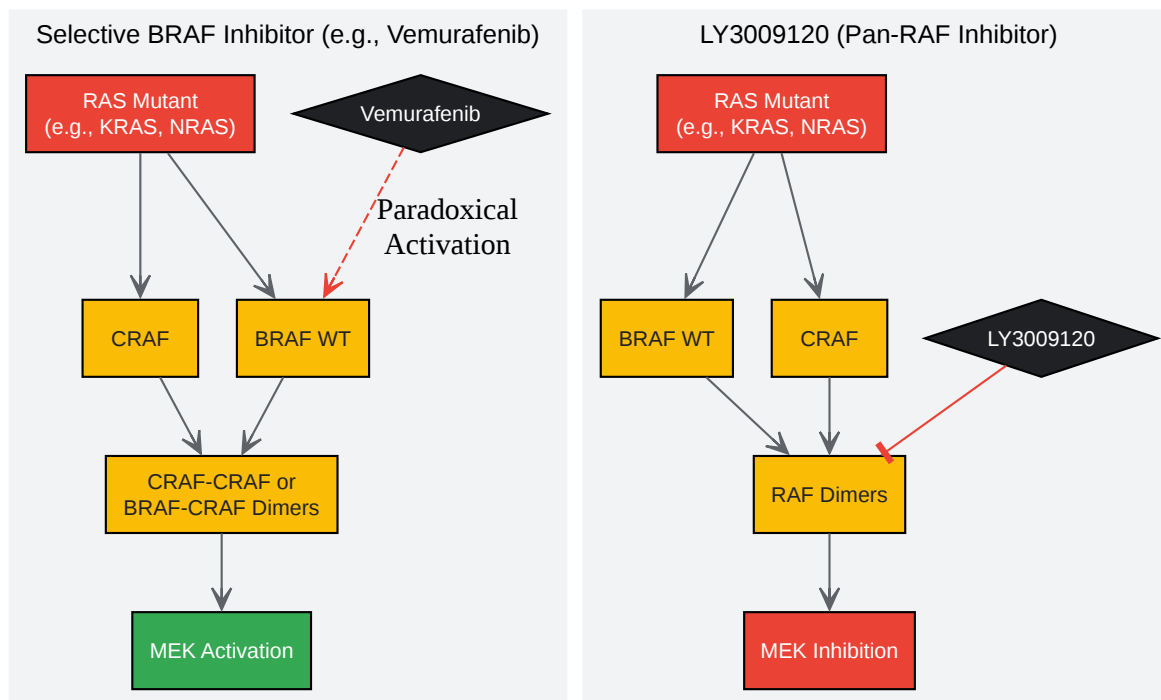 Selective BRAF Inhibitor (e.g., Vemurafenib)
RAS Mutant
(e.g., KRAS, NRAS)
Vemurafenib
Paradoxical
Activation
CRAF
BRAF WT
CRAF-CRAF or
BRAF-CRAF Dimers
MEK Activation
LY3009120 (Pan-RAF Inhibitor)
RAS Mutant
(e.g., KRAS, NRAS)
BRAF WT
CRAF
LY3009120
RAF Dimers
MEK Inhibition